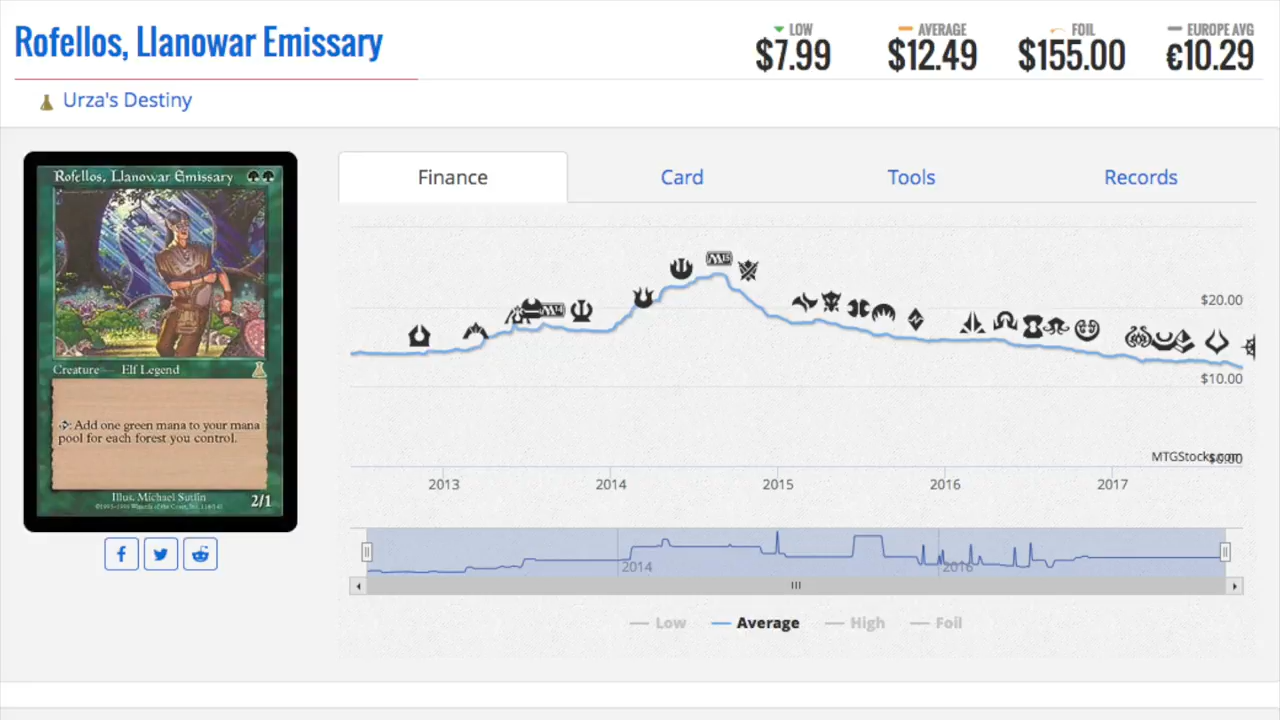 Rofellos, Llanowar Emissary
LOW
$7.99
AVERAGE
$12.49
FOIL
$155.00
EUROPE AVG
€10.29
Urza's Destiny
Finance
Card
Tools
Records
Rofellos, Llanowar Emissary
Creature — Elf Legend
: Add one green mana to your mana
pool for each forest you control.
Illus. Michael Sutfin
2/1
$20.00
$10.00
MTGStocks.com
$0.00
2013
2014
2015
2016
2017
2014
2016
Low
Average
High
Foil